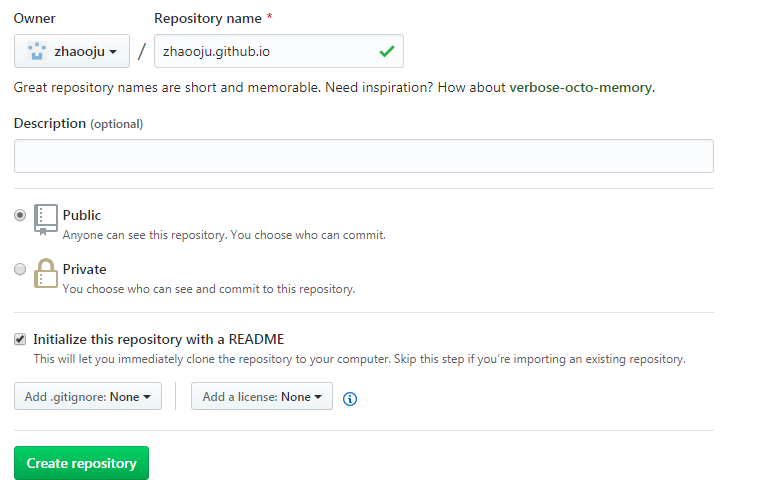 Owner Repository name *
zhaooju / zhaooju.github.io
Great repository names are short and memorable. Need inspiration? How about verbose-octo-memory.
Description (optional)
Public
Anyone can see this repository. You choose who can commit.
Private
You choose who can see and commit to this repository.
Initialize this repository with a README
This will let you immediately clone the repository to your computer. Skip this step if you're importing an existing repository.
Add .gitignore: None Add a license: None
Create repository